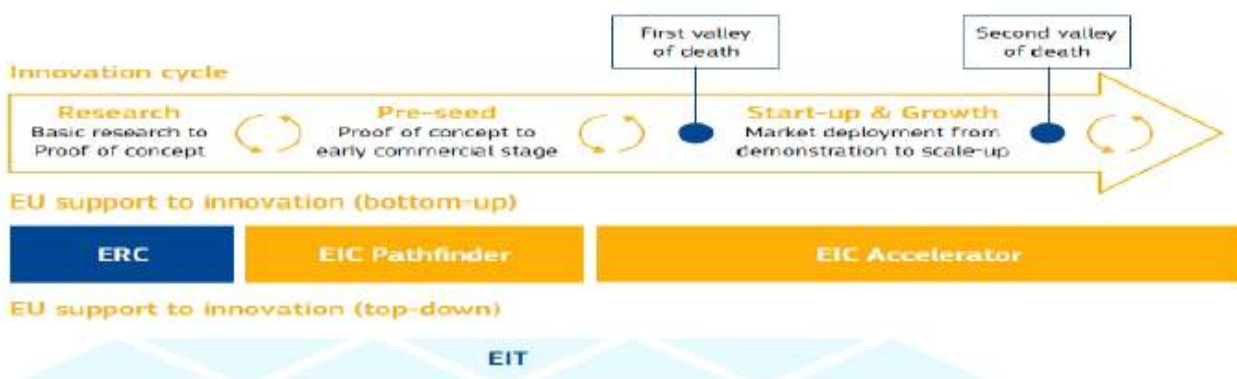 First valley
of death
Second valley
of death
Innovation cycle
Research
Basic research to
Proof of concept
Pre-seed
Proof of concept to
early commercial stage
Start-up & Growth
Market deployment from
demonstration to scale-up
EU support to innovation (bottom-up)
ERC
EIC Pathfinder
EIC Accelerator
EU support to innovation (top-down)
EIT